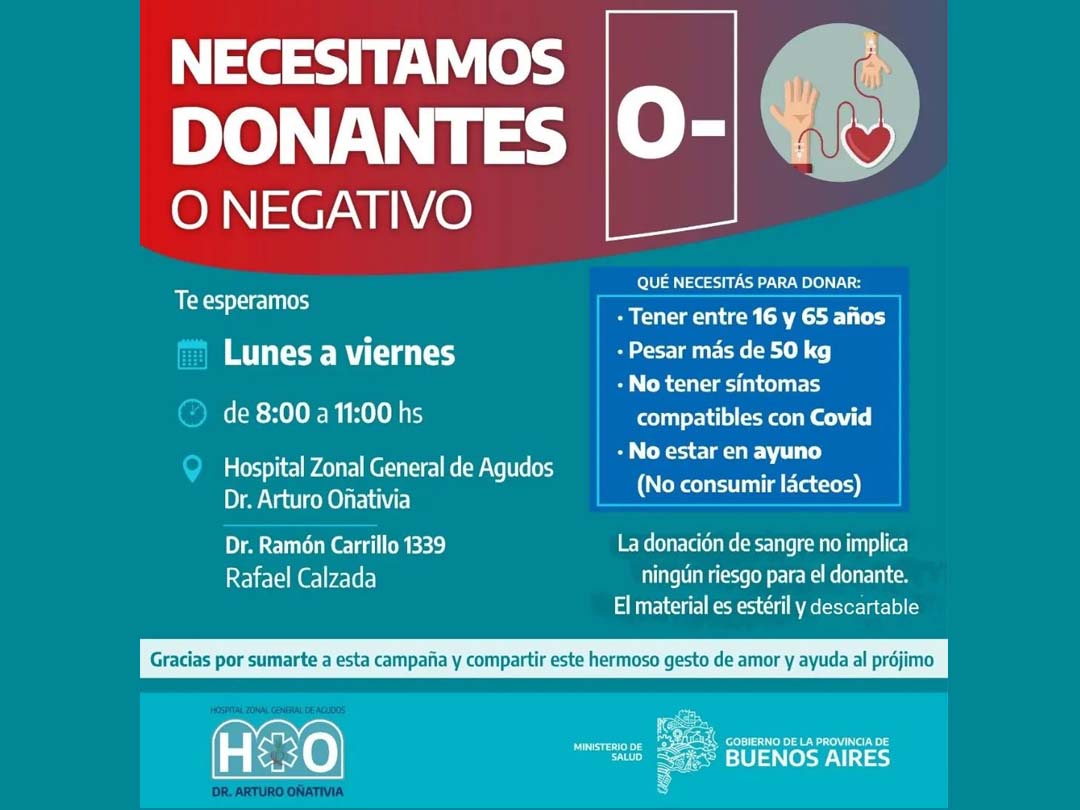 NECESITAMOS
DONANTES
O NEGATIVO
O-
Te esperamos
Lunes a viernes
de 8:00 a 11:00 hs
Hospital Zonal General de Agudos
Dr. Arturo Oñativia
Dr. Ramón Carrillo 1339
Rafael Calzada
QUÉ NECESITÁS PARA DONAR:
• Tener entre 16 y 65 años
• Pesar más de 50 kg
• No tener síntomas
compatibles con Covid
• No estar en ayuno
(No consumir lácteos)
La donación de sangre no implica
ningún riesgo para el donante.
El material es estéril y descartable
Gracias por sumarte a esta campaña y compartir este hermoso gesto de amor y ayuda al prójimo
HOSPITAL ZONAL GENERAL DE AGUDOS
H O
DR. ARTURO OÑATIVIA
MINISTERIO DE
SALUD
GOBIERNO DE LA PROVINCIA DE
BUENOS AIRES